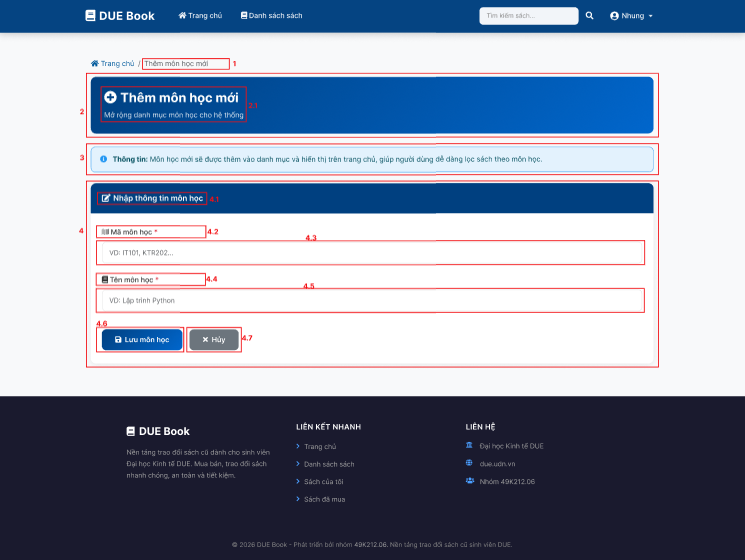 DUE Book
Trang chủ
Danh sách sách
Tìm kiếm sách...
Nhung
Trang chủ / Thêm môn học mới
1
2
Thêm môn học mới
2.1
Mở rộng danh mục môn học cho hệ thống
3
Thông tin: Môn học mới sẽ được thêm vào danh mục và hiển thị trên trang chủ, giúp người dùng dễ dàng lọc sách theo môn học.
Nhập thông tin môn học
4.1
4
Mã môn học *
4.2
4.3
VD: IT101, KTR202...
Tên môn học *
4.4
4.5
VD: Lập trình Python
4.6
Lưu môn học
Hủy
4.7
DUE Book
Nền tảng trao đổi sách cũ dành cho sinh viên
Đại học Kinh tế DUE. Mua bán, trao đổi sách
nhanh chóng, an toàn và tiết kiệm.
LIÊN KẾT NHANH
Trang chủ
Danh sách sách
Sách của tôi
Sách đã mua
LIÊN HỆ
Đại học Kinh tế DUE
due.udn.vn
Nhóm 49K212.06
© 2026 DUE Book - Phát triển bởi nhóm 49K212.06. Nền tảng trao đổi sách cũ sinh viên DUE.